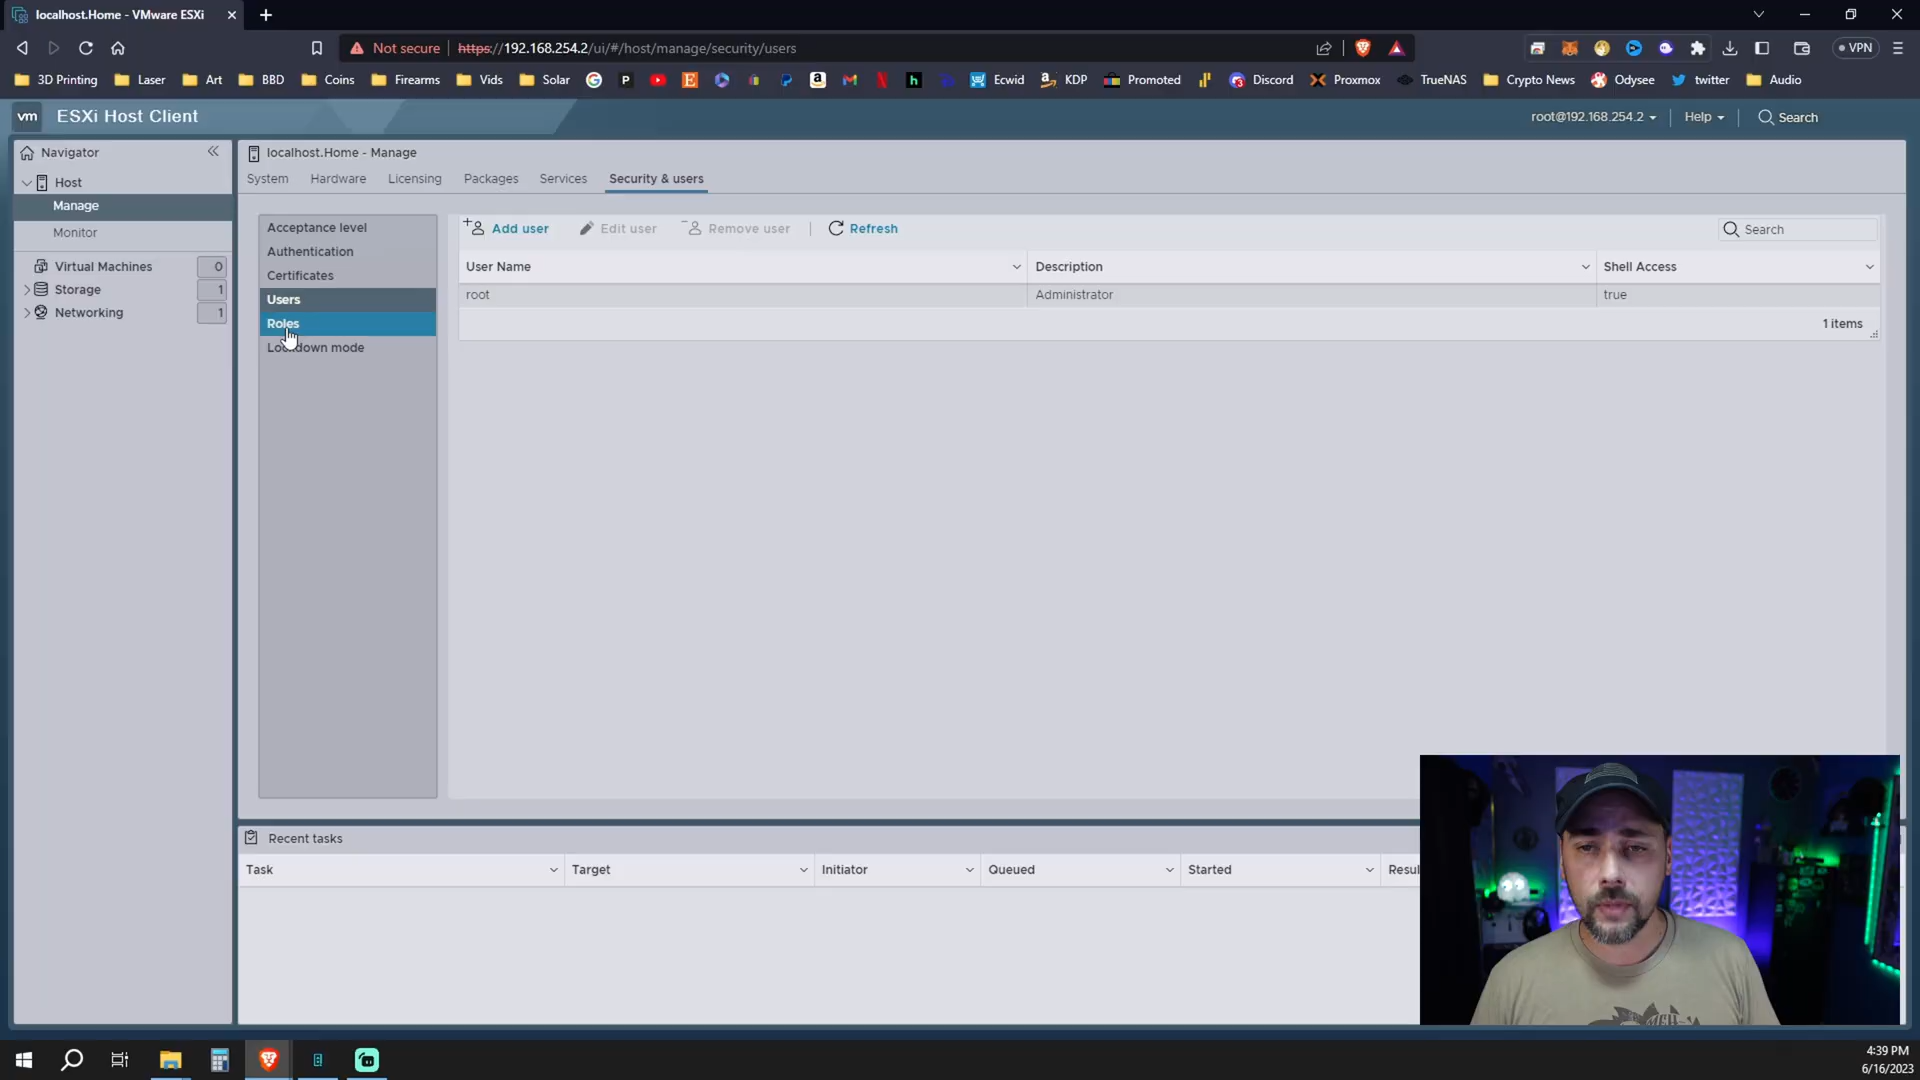 localhost.Home - VMware ESXi
Not secure
https://192.168.254.2/ui/#/host/manage/security/users
VPN
3D Printing
Laser
Art
BBD
Coins
Firearms
Vids
Solar
Ecwid
KDP
Promoted
Discord
Proxmox
TrueNAS
Crypto News
Odysee
twitter
Audio
vm
ESXi Host Client
root@192.168.254.2
Help
Search
Navigator
Host
Manage
Monitor
Virtual Machines 0
Storage 1
Networking 1
localhost.Home - Manage
System Hardware Licensing Packages Services Security & users
Acceptance level
Authentication
Certificates
Users
Roles
Lockdown mode
Add user Edit user Remove user Refresh Search
User Name Description Shell Access
root Administrator true
1 items
Recent tasks
Task Target Initiator Queued Started Resul
4:39 PM
6/16/2023